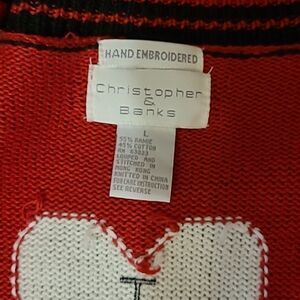 HAND EMBROIDERED
Christopher
&
Banks
L
55% RAMIE
45% COTTON
RN 63883
LOOPED AND
STITCHED IN
HONG KONG
KNITTED IN CHINA
FOR CARE INSTRUCTION
SEE REVERSE